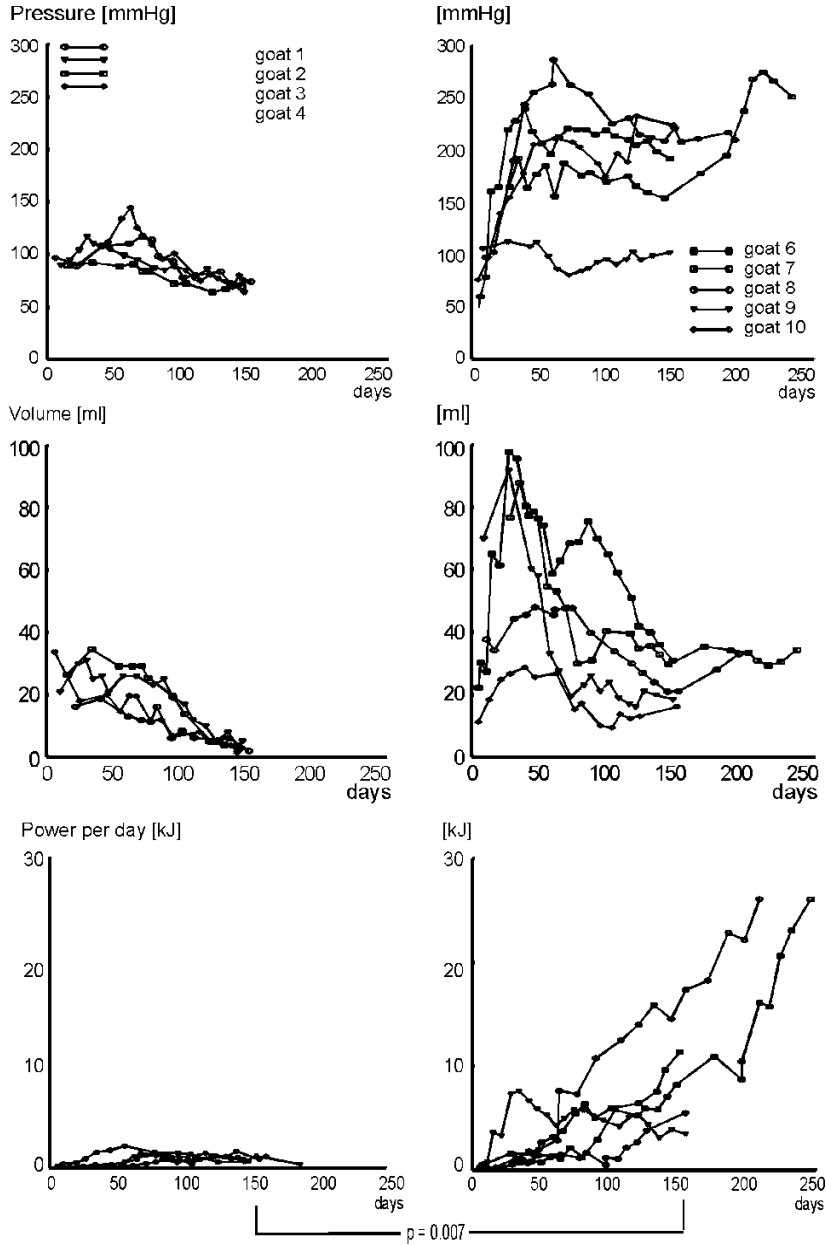 Pressure [mmHg]
[mmHg]
300
250
200
150
100
50
0
goat 1
goat 2
goat 3
goat 4
0 50 100 150 200 250
days
300
250
200
150
100
50
0
goat 6
goat 7
goat 8
goat 9
goat 10
0 50 100 150 200 250
days
Volume [ml]
[ml]
100
80
60
40
20
0
0 50 100 150 200 250
days
100
80
60
40
20
0
0 50 100 150 200 250
days
Power per day [kJ]
[kJ]
30
20
10
0
0 50 100 150 200 250
days
30
20
10
0
0 50 100 150 200 250
days
p = 0.007